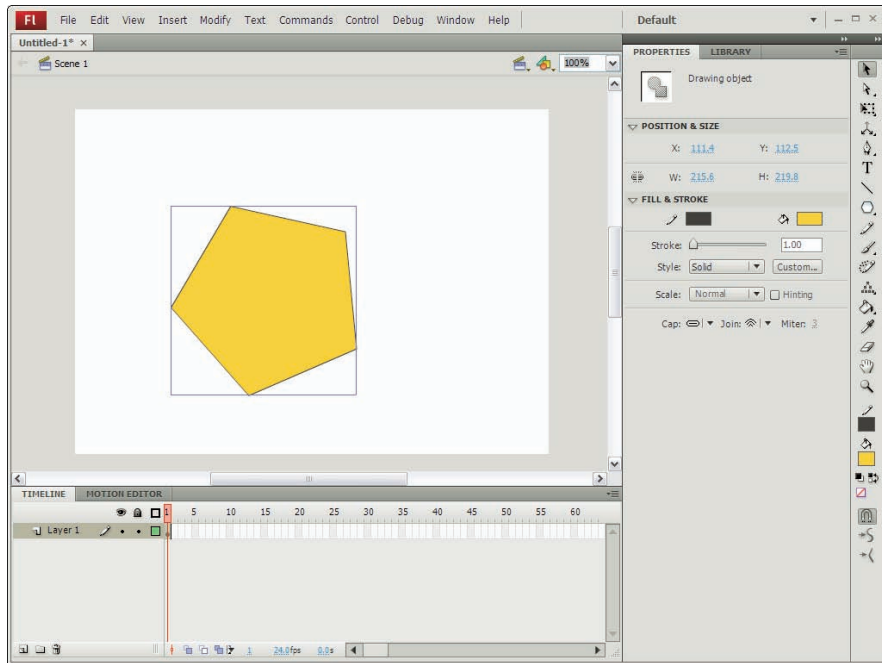 Fl File Edit View Insert Modify Text Commands Control Debug Window Help Default
Untitled-1* ×
Scene 1 100%
PROPERTIES LIBRARY
Drawing object
POSITION & SIZE
X: 111.4 Y: 112.5
W: 215.6 H: 219.8
FILL & STROKE
Stroke: 1.00
Style: Solid Custom...
Scale: Normal Hinting
Cap: Join: Miter: 3
TIMELINE MOTION EDITOR
1 5 10 15 20 25 30 35 40 45 50 55 60
Layer 1
1 24.0fps 0.0s